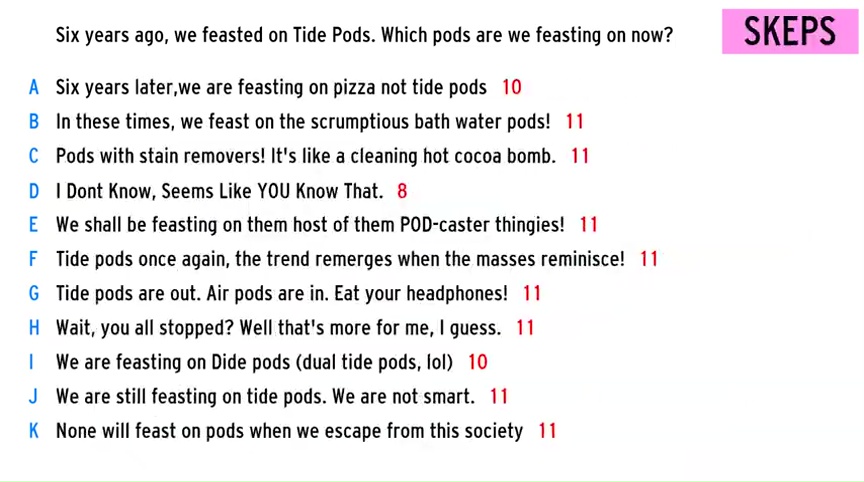 Six years ago, we feasted on Tide Pods. Which pods are we feasting on now?
SKEPS
A Six years later,we are feasting on pizza not tide pods 10
B In these times, we feast on the scrumptious bath water pods! 11
C Pods with stain removers! It's like a cleaning hot cocoa bomb. 11
D I Dont Know, Seems Like YOU Know That. 8
E We shall be feasting on them host of them POD-caster thingies! 11
F Tide pods once again, the trend remerges when the masses reminisce! 11
G Tide pods are out. Air pods are in. Eat your headphones! 11
H Wait, you all stopped? Well that's more for me, I guess. 11
I We are feasting on Dide pods (dual tide pods, lol) 10
J We are still feasting on tide pods. We are not smart. 11
K None will feast on pods when we escape from this society 11